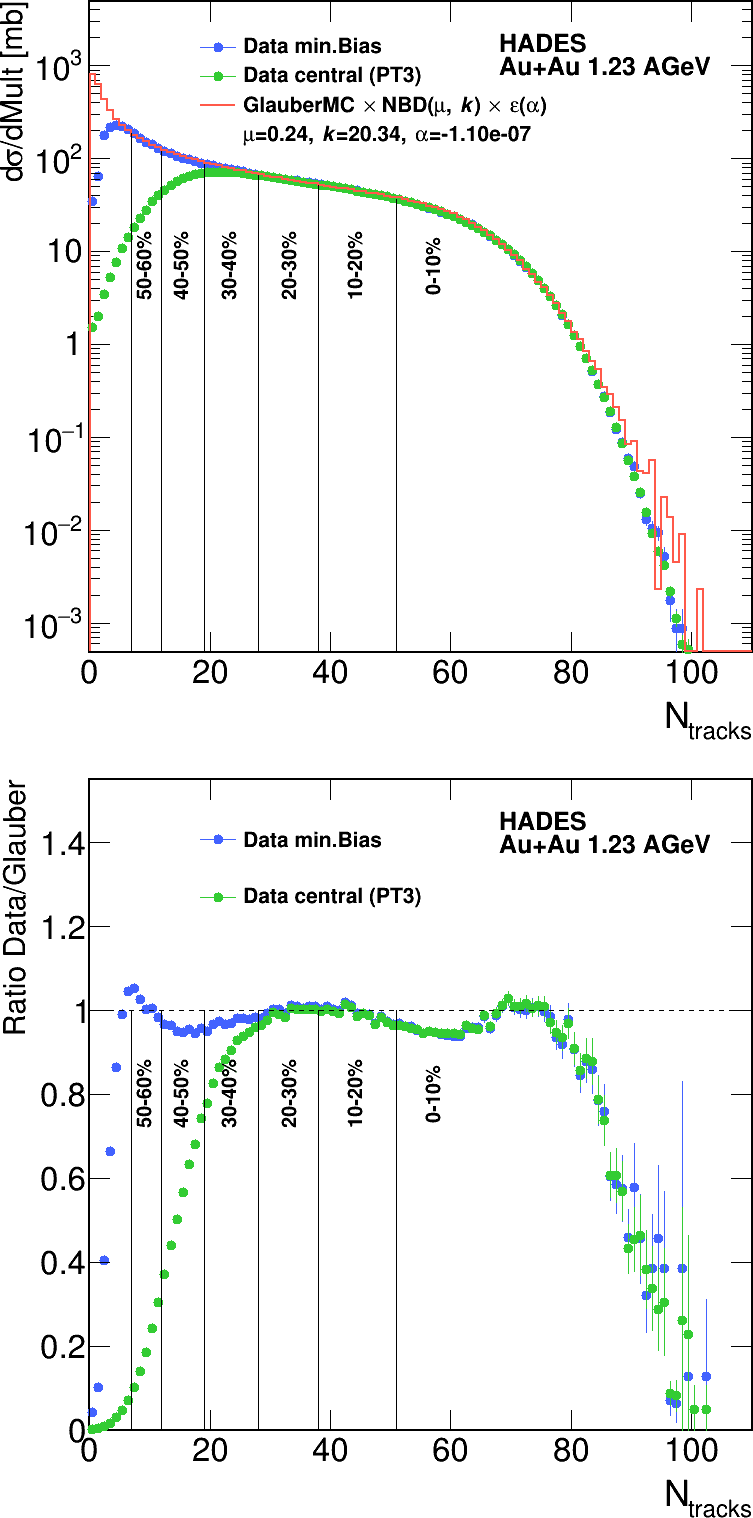 dσ/dMult [mb]
Data min.Bias
Data central (PT3)
GlauberMC × NBD(μ, k) × ε(α)
μ=0.24, k=20.34, α=-1.10e-07
HADES
Au+Au 1.23 AGeV
10³
10²
10
1
10⁻¹
10⁻²
10⁻³
50-60%
40-50%
30-40%
20-30%
10-20%
0-10%
0 20 40 60 80 100
N_tracks
Ratio Data/Glauber
Data min.Bias
Data central (PT3)
HADES
Au+Au 1.23 AGeV
1.4
1.2
1
0.8
0.6
0.4
0.2
0
50-60%
40-50%
30-40%
20-30%
10-20%
0-10%
0 20 40 60 80 100
N_tracks